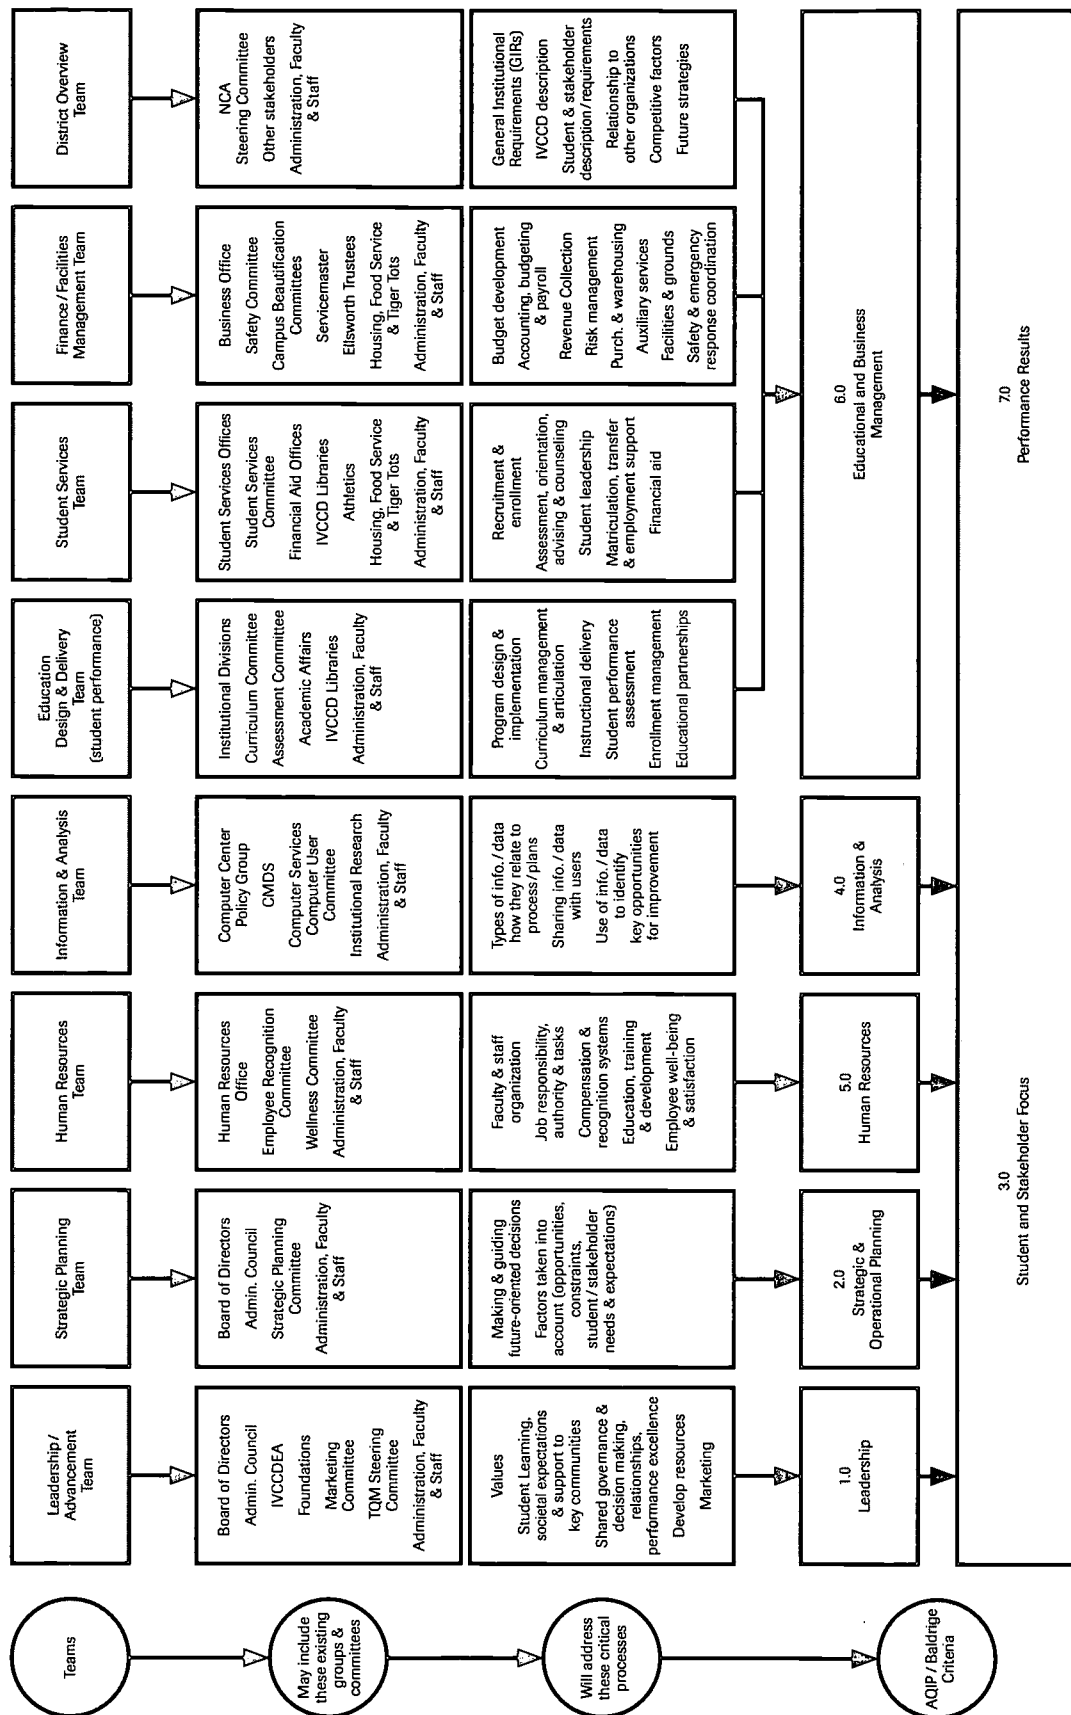 Teams
May include
these existing
groups &
committees
Will address
these critical
processes
AQIP / Baldrige
Criteria
Leadership /
Advancement
Team
Board of Directors
Admin. Council
IVCCDEA
Foundations
Marketing
Committee
TQM Steering
Committee
Administration, Faculty
& Staff
Values
Student Learning,
societal expectations
& support to
key communities
Shared governance &
decision making,
relationships,
performance excellence
Develop resources
Marketing
1.0
Leadership
Strategic Planning
Team
Board of Directors
Admin. Council
Strategic Planning
Committee
Administration, Faculty
& Staff
Making & guiding
future-oriented decisions
Factors taken into
account (opportunities,
constraints,
student / stakeholder
needs & expectations)
2.0
Strategic &
Operational Planning
Human Resources
Team
Human Resources
Office
Employee Recognition
Committee
Wellness Committee
Administration, Faculty
& Staff
Faculty & staff
organization
Job responsibility,
authority & tasks
Compensation &
recognition systems
Education, training
& development
Employee well-being
& satisfaction
5.0
Human Resources
Information & Analysis
Team
Computer Center
Policy Group
CMDS
Computer Services
Computer User
Committee
Institutional Research
Administration, Faculty
& Staff
Types of info. / data
how they relate to
process / plans
Sharing info. / data
with users
Use of info. / data
to identify
key opportunities
for improvement
4.0
Information &
Analysis
Education
Design & Delivery
Team
(student performance)
Institutional Divisions
Curriculum Committee
Assessment Committee
Academic Affairs
IVCCD Libraries
Administration, Faculty
& Staff
Program design &
implementation
Curriculum management
& articulation
Instructional delivery
Student performance
assessment
Enrollment management
Educational partnerships
Student Services
Team
Student Services Offices
Student Services
Committee
Financial Aid Offices
IVCCD Libraries
Athletics
Housing, Food Service
& Tiger Tots
Administration, Faculty
& Staff
Recruitment &
enrollment
Assessment, orientation,
advising & counseling
Student leadership
Matriculation, transfer
& employment support
Financial aid
Finance / Facilities
Management Team
Business Office
Safety Committee
Campus Beautification
Committees
Servicemaster
Ellsworth Trustees
Housing, Food Service
& Tiger Tots
Administration, Faculty
& Staff
Budget development
Accounting, budgeting
& payroll
Revenue Collection
Risk management
Purch. & warehousing
Auxiliary services
Facilities & grounds
Safety & emergency
response coordination
District Overview
Team
NCA
Steering Committee
Other stakeholders
Administration, Faculty
& Staff
General Institutional
Requirements (GIRs)
IVCCD description
Student & stakeholder
description / requirements
Relationship to
other organizations
Competitive factors
Future strategies
6.0
Educational and Business
Management
3.0
Student and Stakeholder Focus
7.0
Performance Results